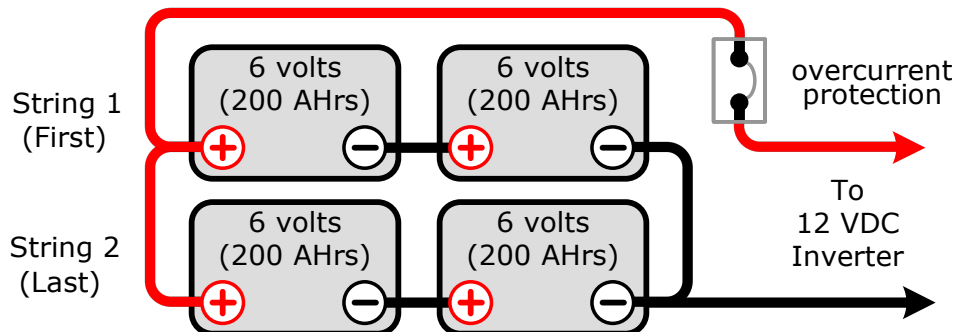 String 1
(First)
6 volts
(200 AHrs)
6 volts
(200 AHrs)
overcurrent
protection
+
−
+
−
String 2
(Last)
6 volts
(200 AHrs)
6 volts
(200 AHrs)
To
12 VDC
Inverter
+
−
+
−